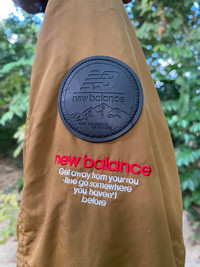 new balance
new balance
Get away from your rou
-tine go somewhere
you haven't
before